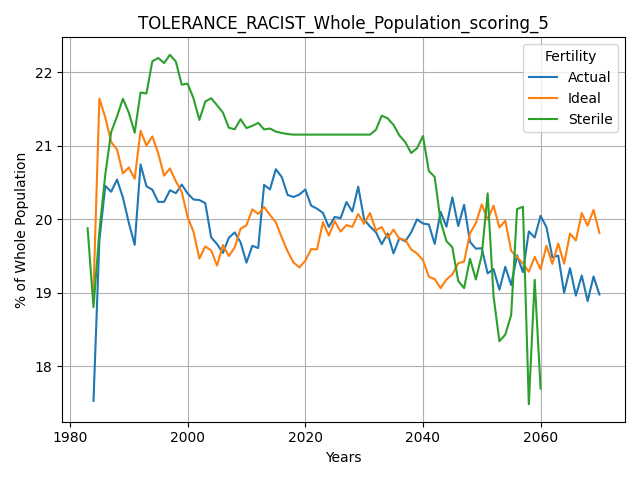 TOLERANCE_RACIST_Whole_Population_scoring_5
Fertility
Actual
Ideal
Sterile
% of Whole Population
22
21
20
19
18
1980
2000
2020
2040
2060
Years